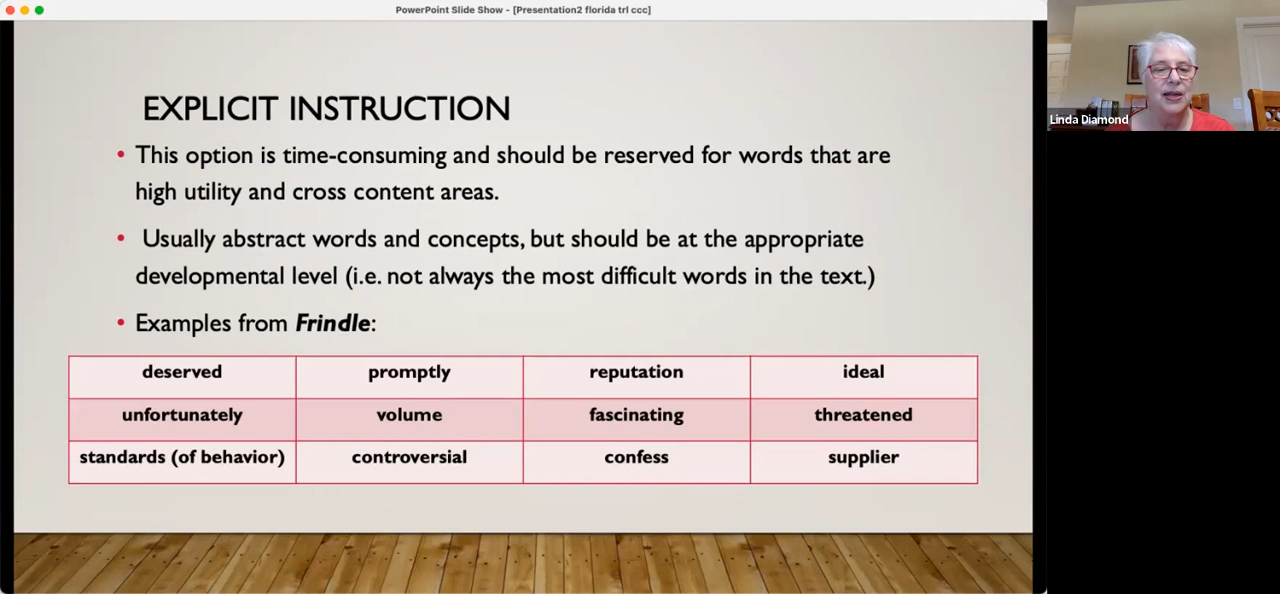 PowerPoint Slide Show - [Presentation2 florida trl ccc]
EXPLICIT INSTRUCTION
• This option is time-consuming and should be reserved for words that are
high utility and cross content areas.
• Usually abstract words and concepts, but should be at the appropriate
developmental level (i.e. not always the most difficult words in the text.)
• Examples from Frindle:
deserved promptly reputation ideal
unfortunately volume fascinating threatened
standards (of behavior) controversial confess supplier
Linda Diamond